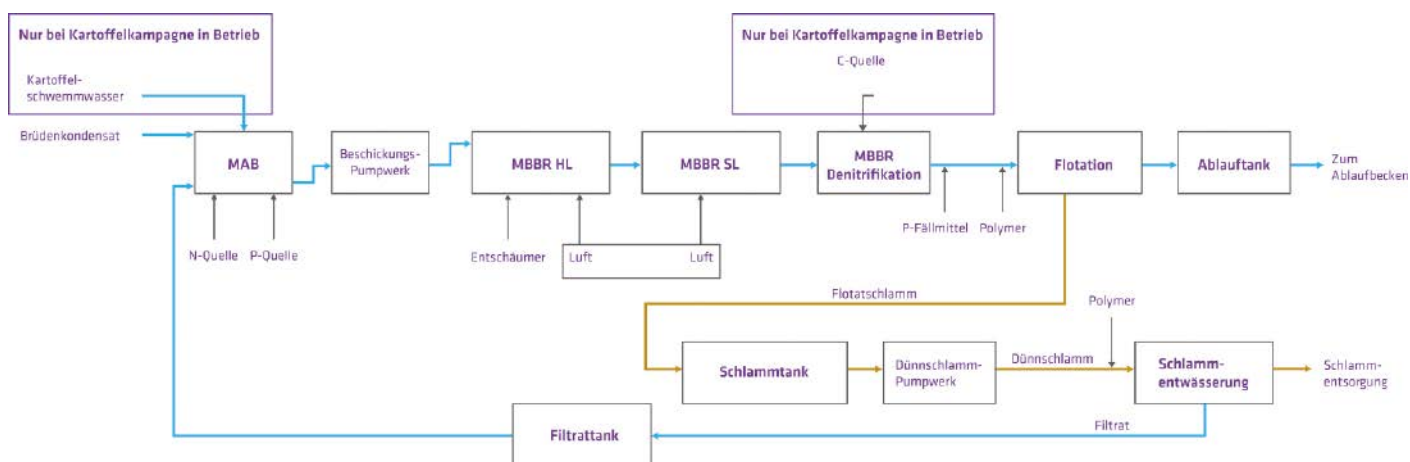 Nur bei Kartoffelkampagne in Betrieb
Kartoffel-
schwemmwasser
Brüdenkondensat
Nur bei Kartoffelkampagne in Betrieb
C-Quelle
MAB
Beschickungs-
Pumpwerk
MBBR HL
MBBR SL
MBBR
Denitrifikation
Flotation
Ablauftank
Zum
Ablaufbecken
N-Quelle
P-Quelle
Entschäumer
Luft
Luft
P-Fällmittel
Polymer
Flotatschlamm
Polymer
Schlammtank
Dünnschlamm-
Pumpwerk
Dünnschlamm
Schlamm-
entwässerung
Schlamm-
entsorgung
Filtrattank
Filtrat